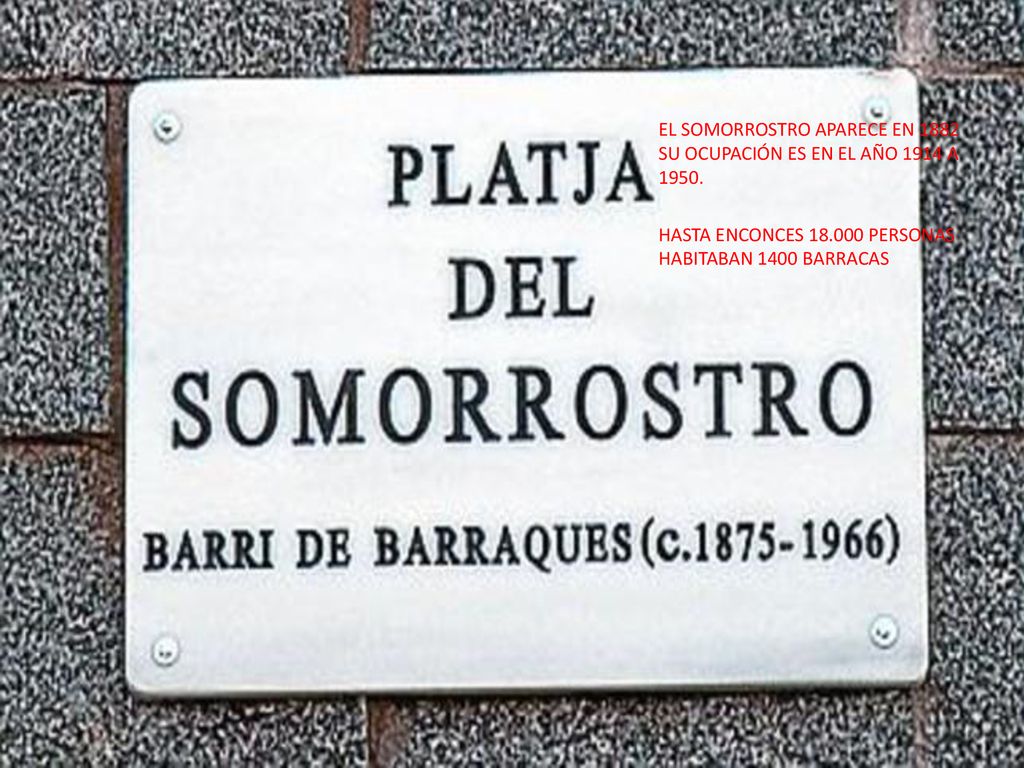 PLATJA
DEL
SOMORROSTRO
BARRI DE BARRAQUES (c.1875-1966)
EL SOMORROSTRO APARECE EN 1882
SU OCUPACIÓN ES EN EL AÑO 1914 A
1950.
HASTA ENCONCES 18.000 PERSONAS
HABITABAN 1400 BARRACAS